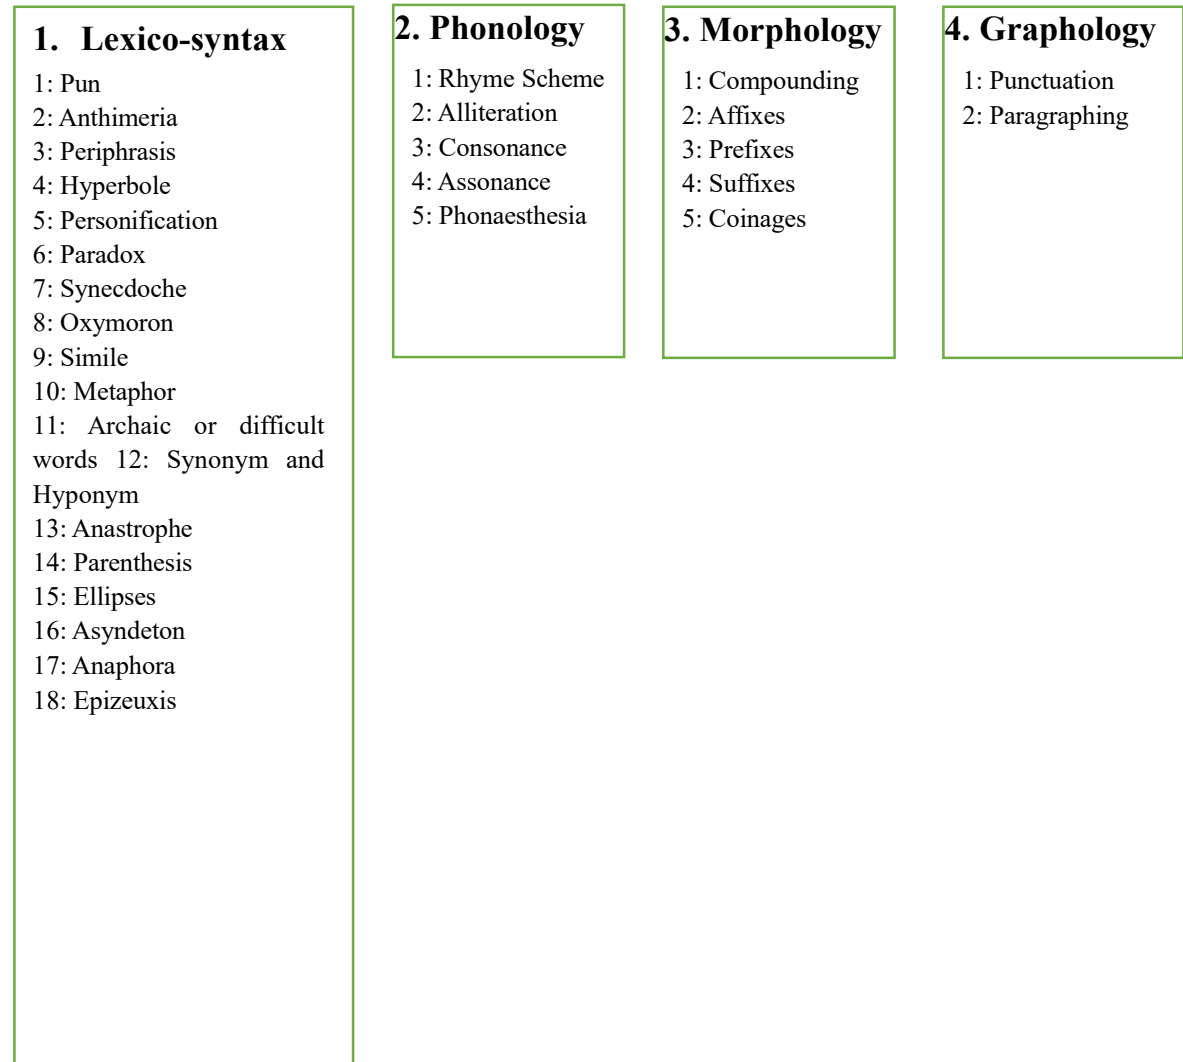 1. Lexico-syntax
1: Pun
2: Anthimeria
3: Periphrasis
4: Hyperbole
5: Personification
6: Paradox
7: Synecdoche
8: Oxymoron
9: Simile
10: Metaphor
11: Archaic or difficult
words 12: Synonym and
Hyponym
13: Anastrophe
14: Parenthesis
15: Ellipses
16: Asyndeton
17: Anaphora
18: Epizeuxis
2. Phonology
1: Rhyme Scheme
2: Alliteration
3: Consonance
4: Assonance
5: Phonaesthesia
3. Morphology
1: Compounding
2: Affixes
3: Prefixes
4: Suffixes
5: Coinages
4. Graphology
1: Punctuation
2: Paragraphing